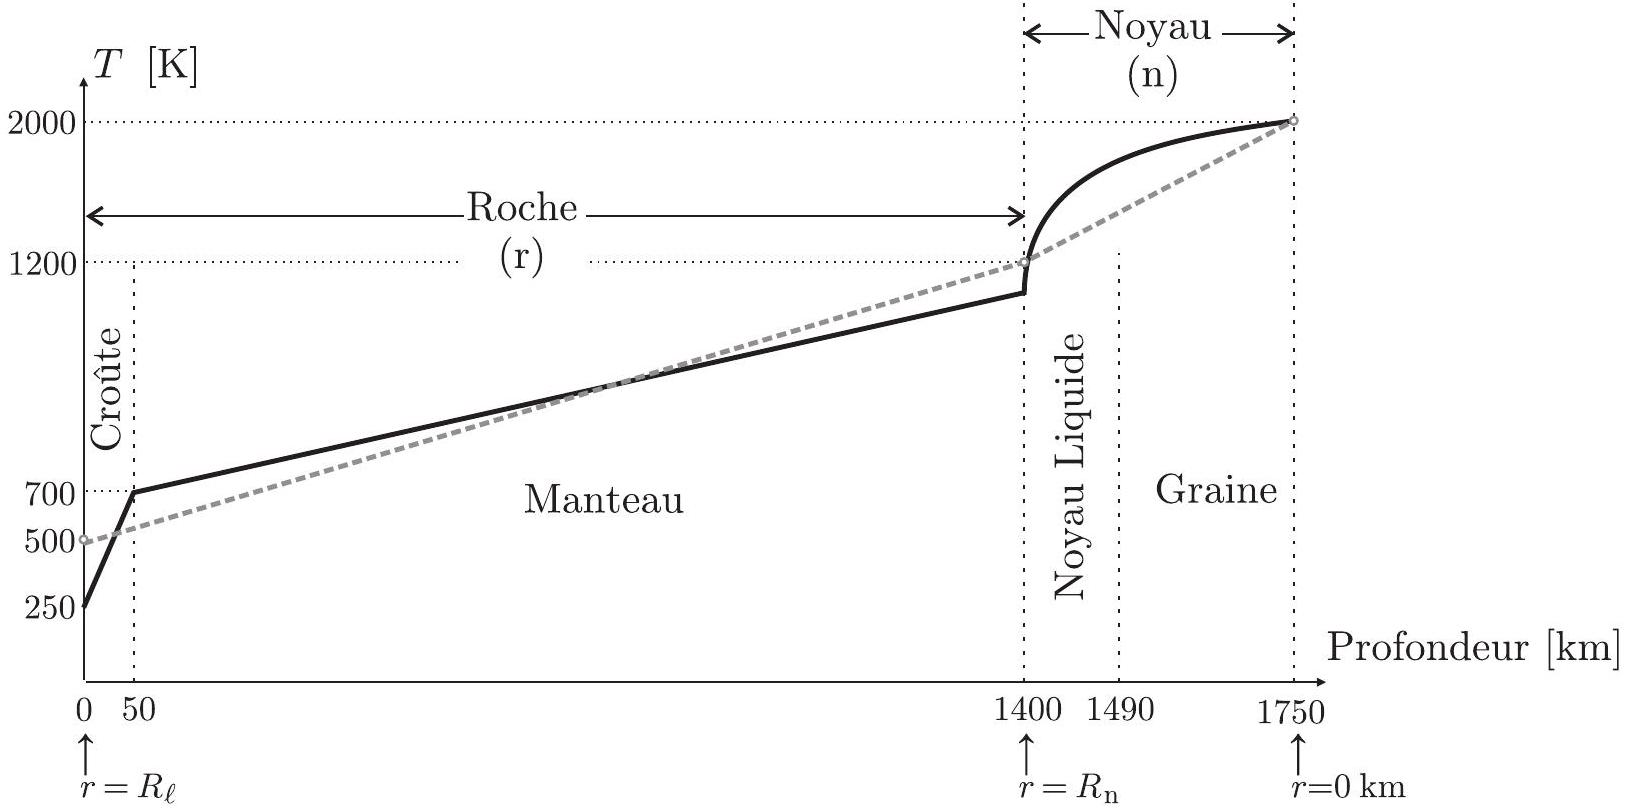 Noyau
(n)
T [K]
2000
Roche
(r)
1200
Croûte
Noyau Liquide
700
Manteau
Graine
500
250
Profondeur [km]
0 50 1400 1490 1750
r = Rℓ r = Rn r=0 km